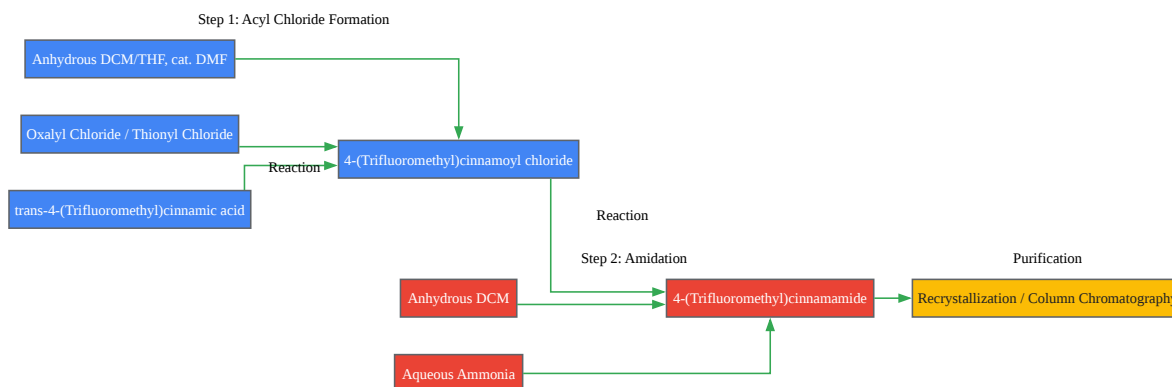 Step 1: Acyl Chloride Formation
Anhydrous DCM/THF, cat. DMF
Oxalyl Chloride / Thionyl Chloride
4-(Trifluoromethyl)cinnamoyl chloride
Reaction
trans-4-(Trifluoromethyl)cinnamic acid
Reaction
Step 2: Amidation
Purification
Anhydrous DCM
4-(Trifluoromethyl)cinnamamide
Recrystallization / Column Chromatography
Aqueous Ammonia